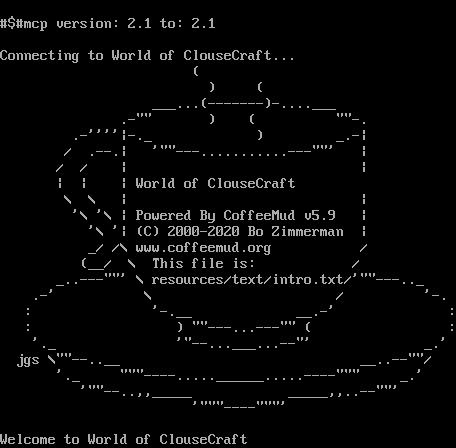 #$#mcp version: 2.1 to: 2.1
Connecting to World of ClouseCraft...
World of ClouseCraft
Powered By CoffeeMud v5.9
(C) 2000-2020 Bo Zimmerman
www.coffeemud.org
This file is:
resources/text/intro.txt
jgs
Welcome to World of ClouseCraft